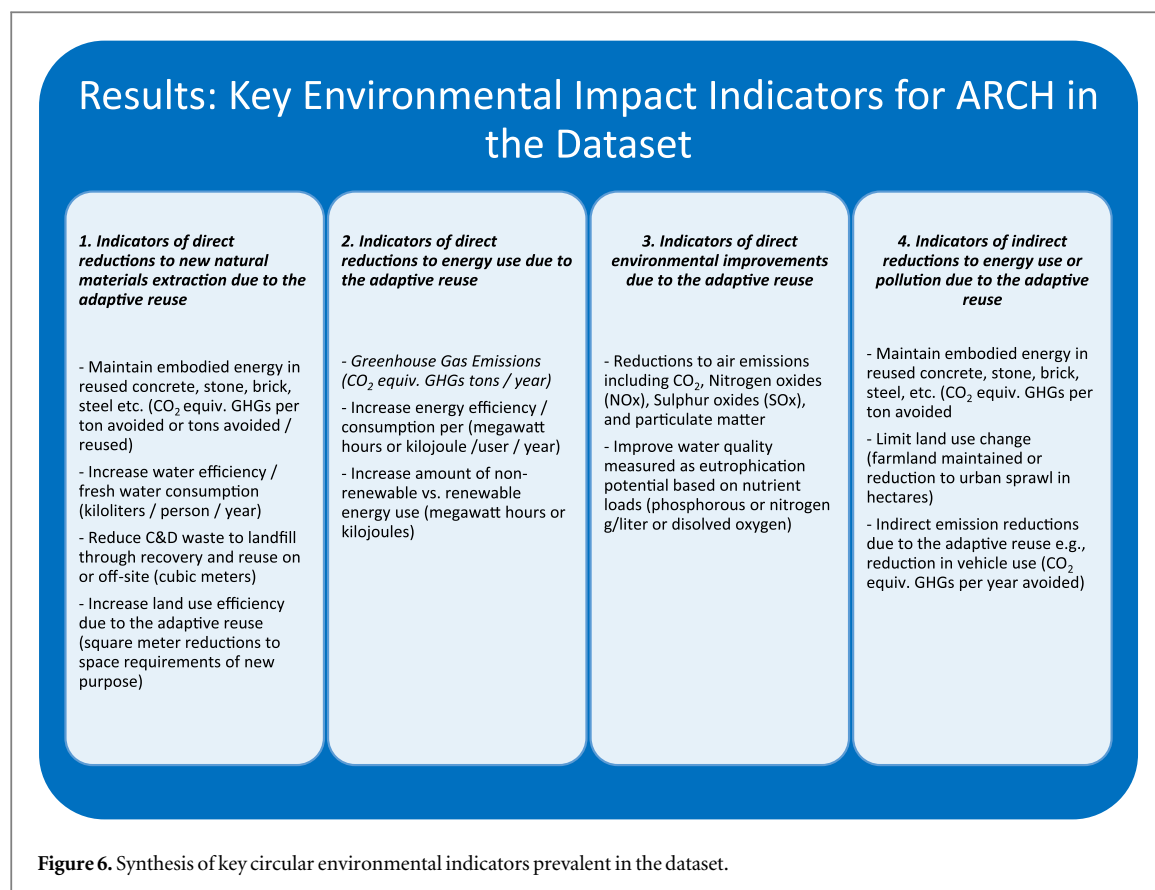 Results: Key Environmental Impact Indicators for ARCH in
the Dataset
1. Indicators of direct
reductions to new natural
materials extraction due to the
adaptive reuse
- Maintain embodied energy in
reused concrete, stone, brick,
steel etc. (CO₂ equiv. GHGs per
ton avoided or tons avoided /
reused)
- Increase water efficiency /
fresh water consumption
(kiloliters / person / year)
- Reduce C&D waste to landfill
through recovery and reuse on
or off-site (cubic meters)
- Increase land use efficiency
due to the adaptive reuse
(square meter reductions to
space requirements of new
purpose)
2. Indicators of direct
reductions to energy use due to
the adaptive reuse
- Greenhouse Gas Emissions
(CO₂ equiv. GHGs tons / year)
- Increase energy efficiency /
consumption per (megawatt
hours or kilojoule /user / year)
- Increase amount of non-
renewable vs. renewable
energy use (megawatt hours or
kilojoules)
3. Indicators of direct
environmental improvements
due to the adaptive reuse
- Reductions to air emissions
including CO₂, Nitrogen oxides
(NOx), Sulphur oxides (SOx),
and particulate matter
- Improve water quality
measured as eutrophication
potential based on nutrient
loads (phosphorous or nitrogen
g/liter or disolved oxygen)
4. Indicators of indirect
reductions to energy use or
pollution due to the adaptive
reuse
- Maintain embodied energy in
reused concrete, stone, brick,
steel, etc. (CO₂ equiv. GHGs per
ton avoided
- Limit land use change
(farmland maintained or
reduction to urban sprawl in
hectares)
- Indirect emission reductions
due to the adaptive reuse e.g.,
reduction in vehicle use (CO₂
equiv. GHGs per year avoided)
Figure 6. Synthesis of key circular environmental indicators prevalent in the dataset.